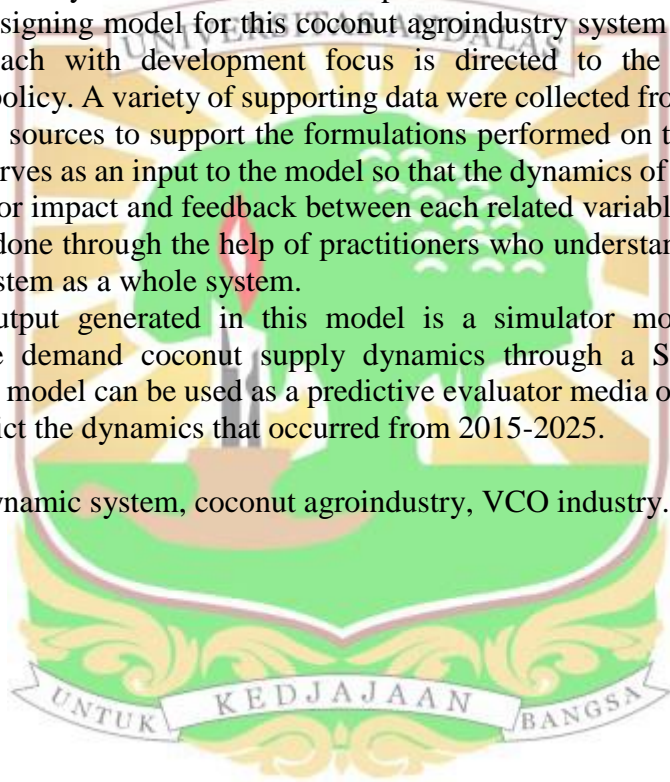 signing model for this coconut agroindustry system
UNIVERSITAS ANDALAS
ach with development focus is directed to the
policy. A variety of supporting data were collected fro
sources to support the formulations performed on t
rves as an input to the model so that the dynamics of
or impact and feedback between each related variabl
done through the help of practitioners who understan
stem as a whole system.
utput generated in this model is a simulator mo
e demand coconut supply dynamics through a S
model can be used as a predictive evaluator media o
ict the dynamics that occurred from 2015-2025.
ynamic system, coconut agroindustry, VCO industry.
UNTUK KEDJAJAAN BANGSA